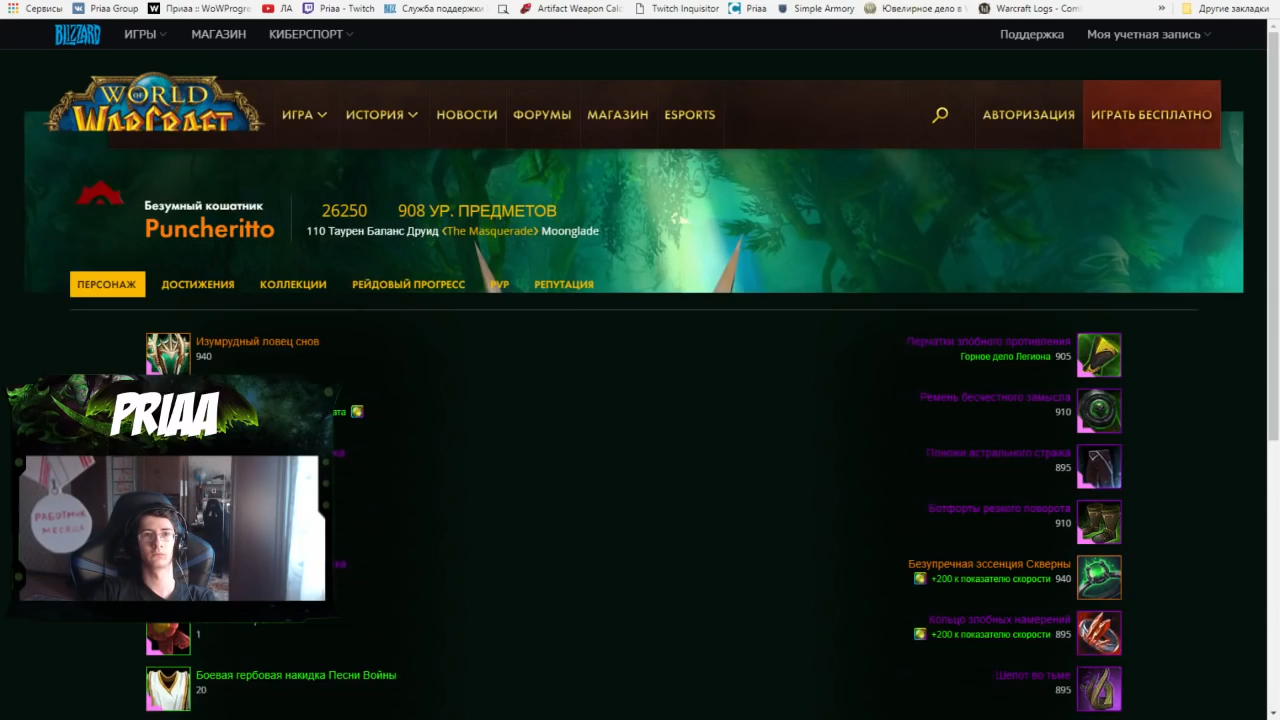 Сервисы Priaa Group Приаа :: WoWProgre ЛА Priaa - Twitch Служба поддержки Artifact Weapon Calc Twitch Inquisitor Priaa Simple Armory Ювелирное дело в W Warcraft Logs - Com » Другие закладки
BLIZZARD ИГРЫ МАГАЗИН КИБЕРСПОРТ Поддержка Моя учетная запись
WORLD OF WARCRAFT
ИГРА ИСТОРИЯ НОВОСТИ ФОРУМЫ МАГАЗИН ESPORTS АВТОРИЗАЦИЯ ИГРАТЬ БЕСПЛАТНО
Безумный кошатник
Puncheritto
26250 908 УР. ПРЕДМЕТОВ
110 Таурен Баланс Друид <The Masquerade> Moonglade
ПЕРСОНАЖ ДОСТИЖЕНИЯ КОЛЛЕКЦИИ РЕЙДОВЫЙ ПРОГРЕСС PVP РЕПУТАЦИЯ
Изумрудный ловец снов
940
Перчатки злобного противления
Горное дело Легиона 905
PRIAA
ата
Ремень бесчестного замысла
910
ка
Поножи астрального стража
895
РАБОТНИК
МЕСЯЦА
Ботфорты резкого поворота
910
ка
Безупречная эссенция Скверны
+200 к показателю скорости 940
1
Кольцо злобных намерений
+200 к показателю скорости 895
Боевая гербовая накидка Песни Войны
20
Шепот во тьме
895